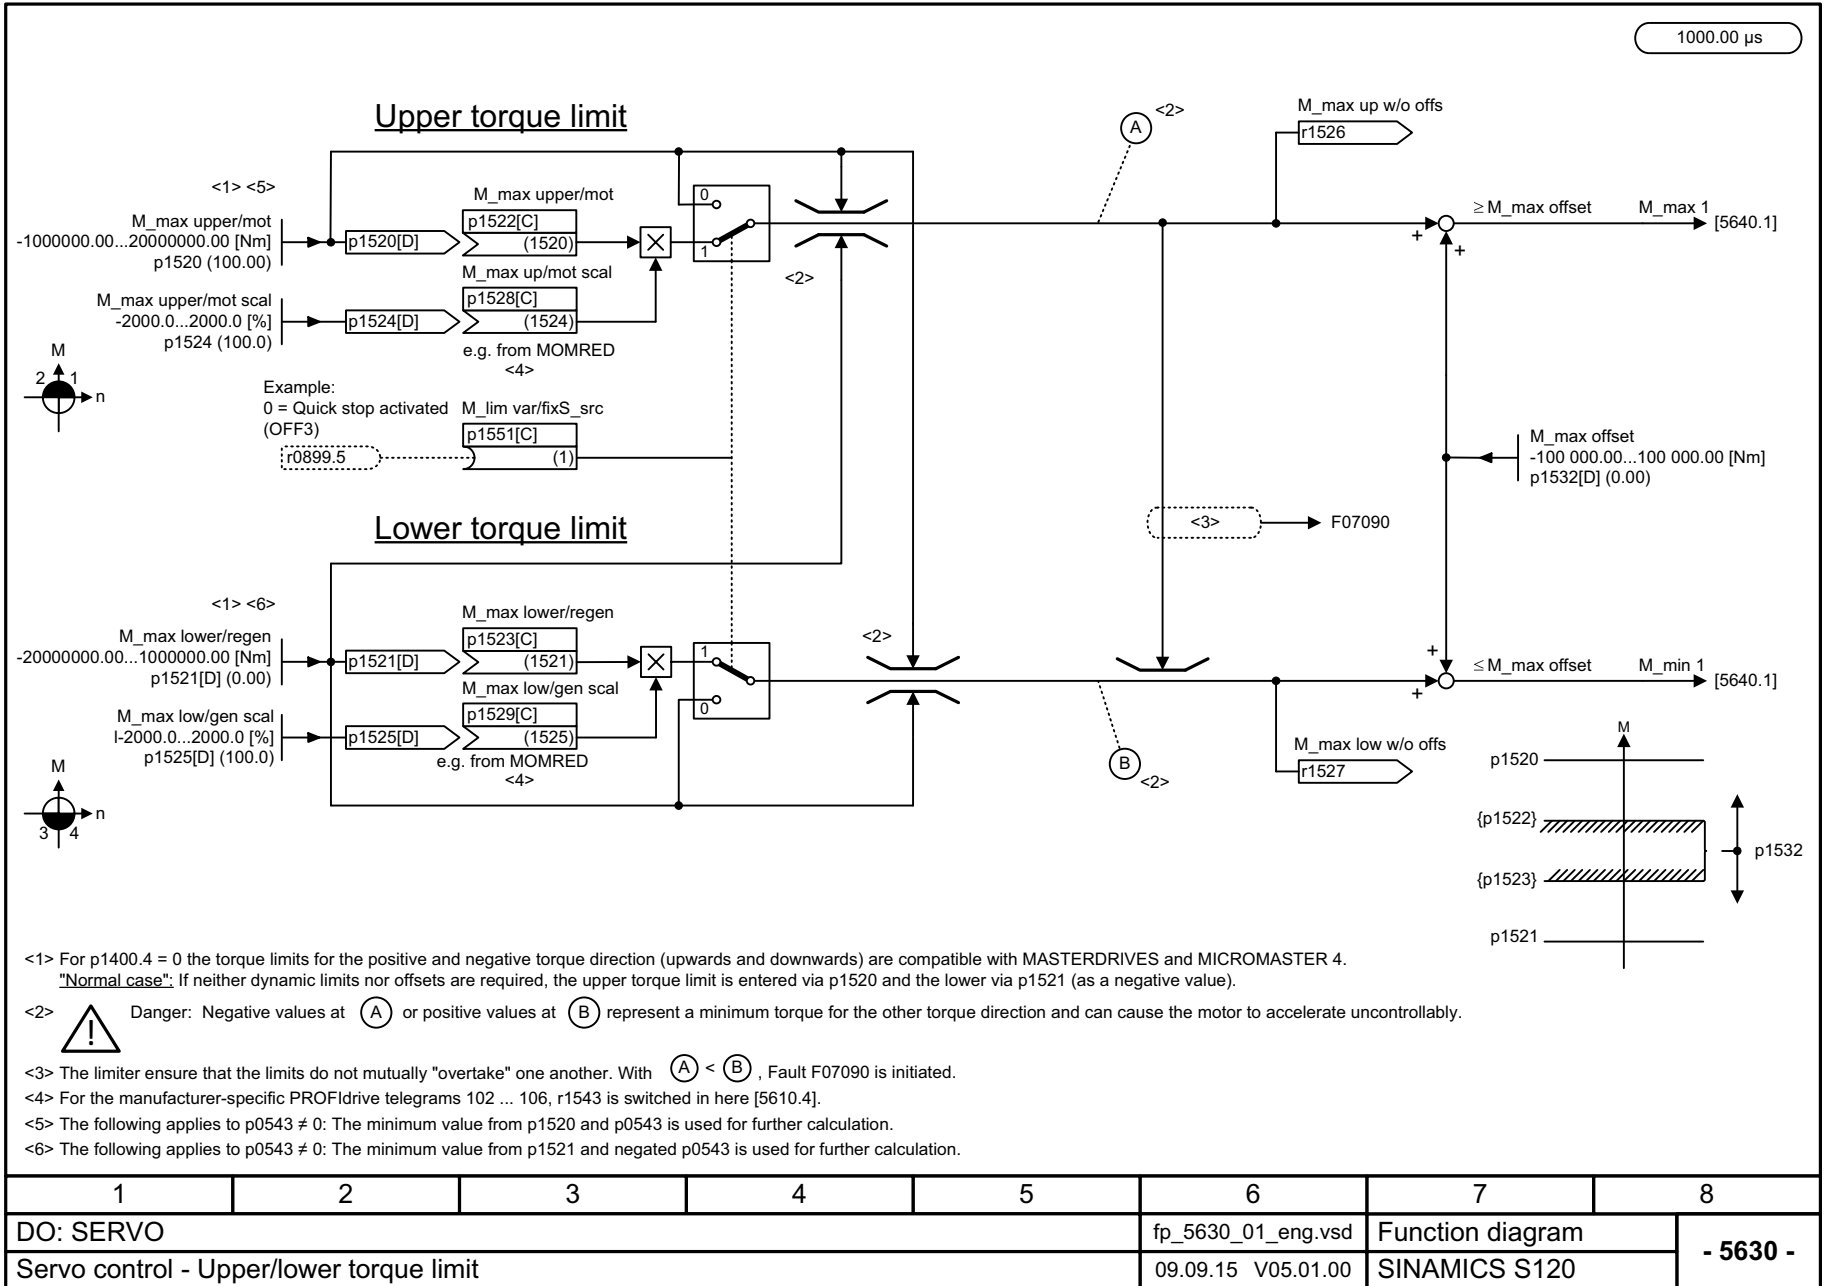 1000.00 µs
Upper torque limit
<1> <5>
M_max upper/mot
-1000000.00...20000000.00 [Nm]
p1520 (100.00)
p1520[D]
M_max upper/mot
p1522[C]
(1520)
M_max upper/mot scal
-2000.0...2000.0 [%]
p1524 (100.0)
p1524[D]
M_max up/mot scal
p1528[C]
(1524)
e.g. from MOMRED
<4>
0
1
<2>
A <2>
M_max up w/o offs
r1526
+
+
≥ M_max offset
M_max 1
[5640.1]
M
2 1
n
Example:
0 = Quick stop activated
(OFF3)
r0899.5
M_lim var/fixS_src
p1551[C]
(1)
M_max offset
-100 000.00...100 000.00 [Nm]
p1532[D] (0.00)
<3>
F07090
Lower torque limit
<1> <6>
M_max lower/regen
-20000000.00...1000000.00 [Nm]
p1521[D] (0.00)
p1521[D]
M_max lower/regen
p1523[C]
(1521)
M_max low/gen scal
l-2000.0...2000.0 [%]
p1525[D] (100.0)
p1525[D]
M_max low/gen scal
p1529[C]
(1525)
e.g. from MOMRED
<4>
1
0
<2>
B <2>
M_max low w/o offs
r1527
+
+
≤ M_max offset
M_min 1
[5640.1]
M
n
3 4
M
p1520
{p1522}
p1532
{p1523}
p1521
<1> For p1400.4 = 0 the torque limits for the positive and negative torque direction (upwards and downwards) are compatible with MASTERDRIVES and MICROMASTER 4.
"Normal case": If neither dynamic limits nor offsets are required, the upper torque limit is entered via p1520 and the lower via p1521 (as a negative value).
<2> ! Danger: Negative values at A or positive values at B represent a minimum torque for the other torque direction and can cause the motor to accelerate uncontrollably.
<3> The limiter ensure that the limits do not mutually "overtake" one another. With A < B , Fault F07090 is initiated.
<4> For the manufacturer-specific PROFIdrive telegrams 102 ... 106, r1543 is switched in here [5610.4].
<5> The following applies to p0543 ≠ 0: The minimum value from p1520 and p0543 is used for further calculation.
<6> The following applies to p0543 ≠ 0: The minimum value from p1521 and negated p0543 is used for further calculation.
1 2 3 4 5 6 7 8
DO: SERVO
fp_5630_01_eng.vsd
Function diagram
- 5630 -
Servo control - Upper/lower torque limit
09.09.15 V05.01.00
SINAMICS S120